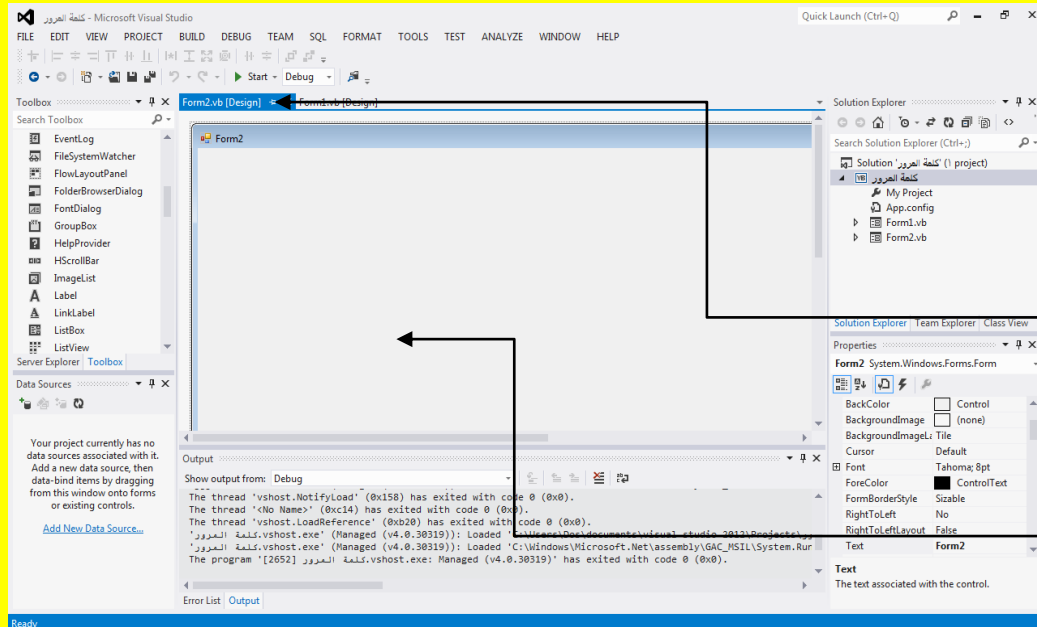 كلمة المرور - Microsoft Visual Studio
Quick Launch (Ctrl+Q)
FILE EDIT VIEW PROJECT BUILD DEBUG TEAM SQL FORMAT TOOLS TEST ANALYZE WINDOW HELP
Start Debug
Toolbox
Search Toolbox
EventLog
FileSystemWatcher
FlowLayoutPanel
FolderBrowserDialog
FontDialog
GroupBox
HelpProvider
HScrollBar
ImageList
Label
LinkLabel
ListBox
ListView
Server Explorer Toolbox
Data Sources
Your project currently has no
data sources associated with it.
Add a new data source, then
data-bind items by dragging
from this window onto forms
or existing controls.
Add New Data Source...
Form2.vb [Design] Form1.vb [Design]
Form2
Output
Show output from: Debug
The thread 'vshost.NotifyLoad' (0x158) has exited with code 0 (0x0).
The thread '<No Name>' (0xc14) has exited with code 0 (0x0).
The thread 'vshost.LoadReference' (0xb20) has exited with code 0 (0x0).
'كلمة المرور.vshost.exe' (Managed (v4.0.30319)): Loaded 'C:\Users\Dos\documents\visual studio 2012\Projects\
'كلمة المرور.vshost.exe' (Managed (v4.0.30319)): Loaded 'C:\Windows\Microsoft.Net\assembly\GAC_MSIL\System.Rur
The program '[2652] كلمة المرور.vshost.exe: Managed (v4.0.30319)' has exited with code 0 (0x0).
Error List Output
Solution Explorer
Search Solution Explorer (Ctrl+;)
Solution 'كلمة المرور' (١ project)
كلمة المرور
My Project
App.config
Form1.vb
Form2.vb
Solution Explorer Team Explorer Class View
Properties
Form2 System.Windows.Forms.Form
BackColor Control
BackgroundImage (none)
BackgroundImageLa Tile
Cursor Default
Font Tahoma; 8pt
ForeColor ControlText
FormBorderStyle Sizable
RightToLeft No
RightToLeftLayout False
Text Form2
Text
The text associated with the control.
Ready